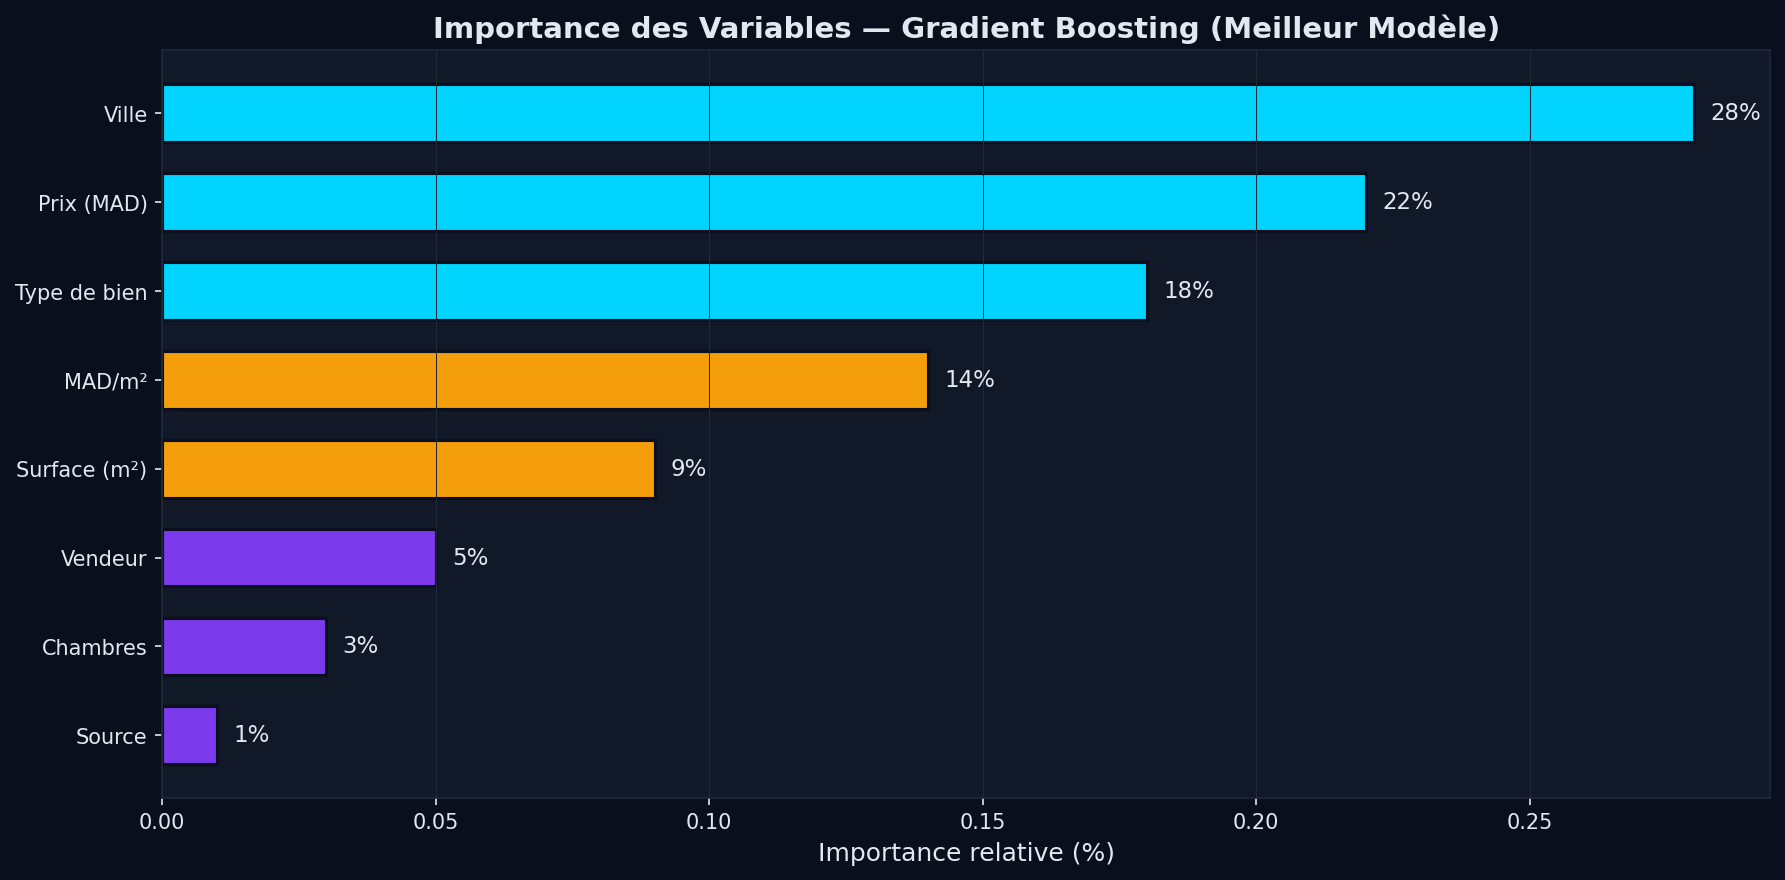 Importance des Variables — Gradient Boosting (Meilleur Modèle)
Ville 28%
Prix (MAD) 22%
Type de bien 18%
MAD/m² 14%
Surface (m²) 9%
Vendeur 5%
Chambres 3%
Source 1%
0.00 0.05 0.10 0.15 0.20 0.25
Importance relative (%)